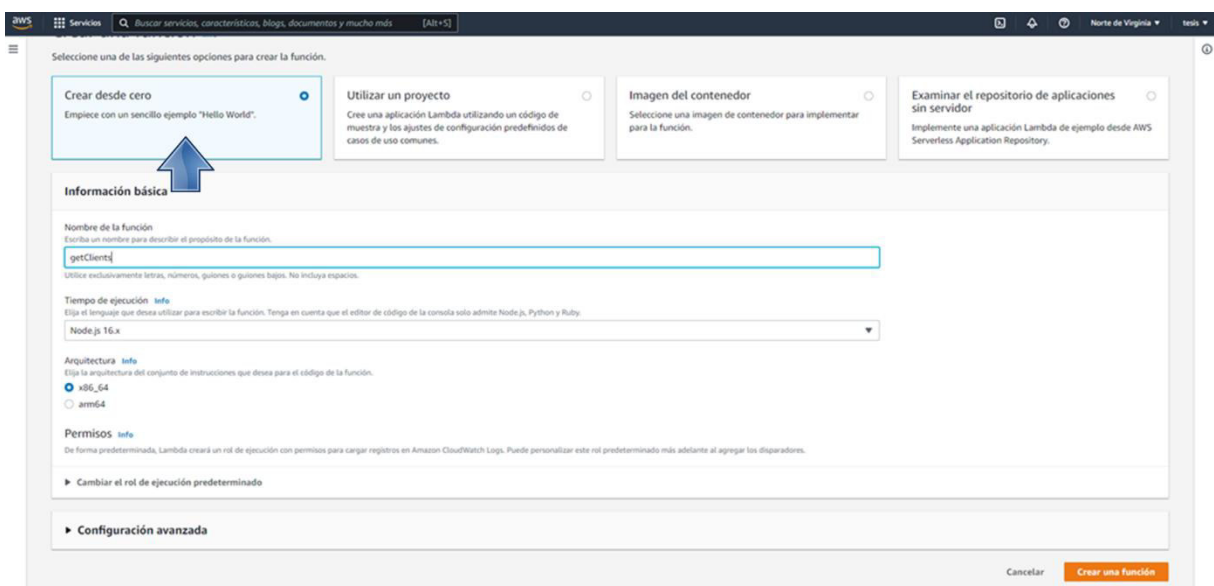 aws
Servicios
Buscar servicios, características, blogs, documentos y mucho más
[Alt+S]
Norte de Virginia
tesis
Seleccione una de las siguientes opciones para crear la función.
Crear desde cero
Empiece con un sencillo ejemplo "Hello World".
Utilizar un proyecto
Cree una aplicación Lambda utilizando un código de
muestra y los ajustes de configuración predefinidos de
casos de uso comunes.
Imagen del contenedor
Seleccione una imagen de contenedor para implementar
para la función.
Examinar el repositorio de aplicaciones
sin servidor
Implemente una aplicación Lambda de ejemplo desde AWS
Serverless Application Repository.
Información básica
Nombre de la función
Escriba un nombre para describir el propósito de la función.
getClients
Utilice exclusivamente letras, números, guiones o guiones bajos. No incluya espacios.
Tiempo de ejecución Info
Elija el lenguaje que desea utilizar para escribir la función. Tenga en cuenta que el editor de código de la consola solo admite Node.js, Python y Ruby.
Node.js 16.x
Arquitectura Info
Elija la arquitectura del conjunto de instrucciones que desea para el código de la función.
x86_64
arm64
Permisos Info
De forma predeterminada, Lambda creará un rol de ejecución con permisos para cargar registros en Amazon CloudWatch Logs. Puede personalizar este rol predeterminado más adelante al agregar los disparadores.
Cambiar el rol de ejecución predeterminado
Configuración avanzada
Cancelar
Crear una función